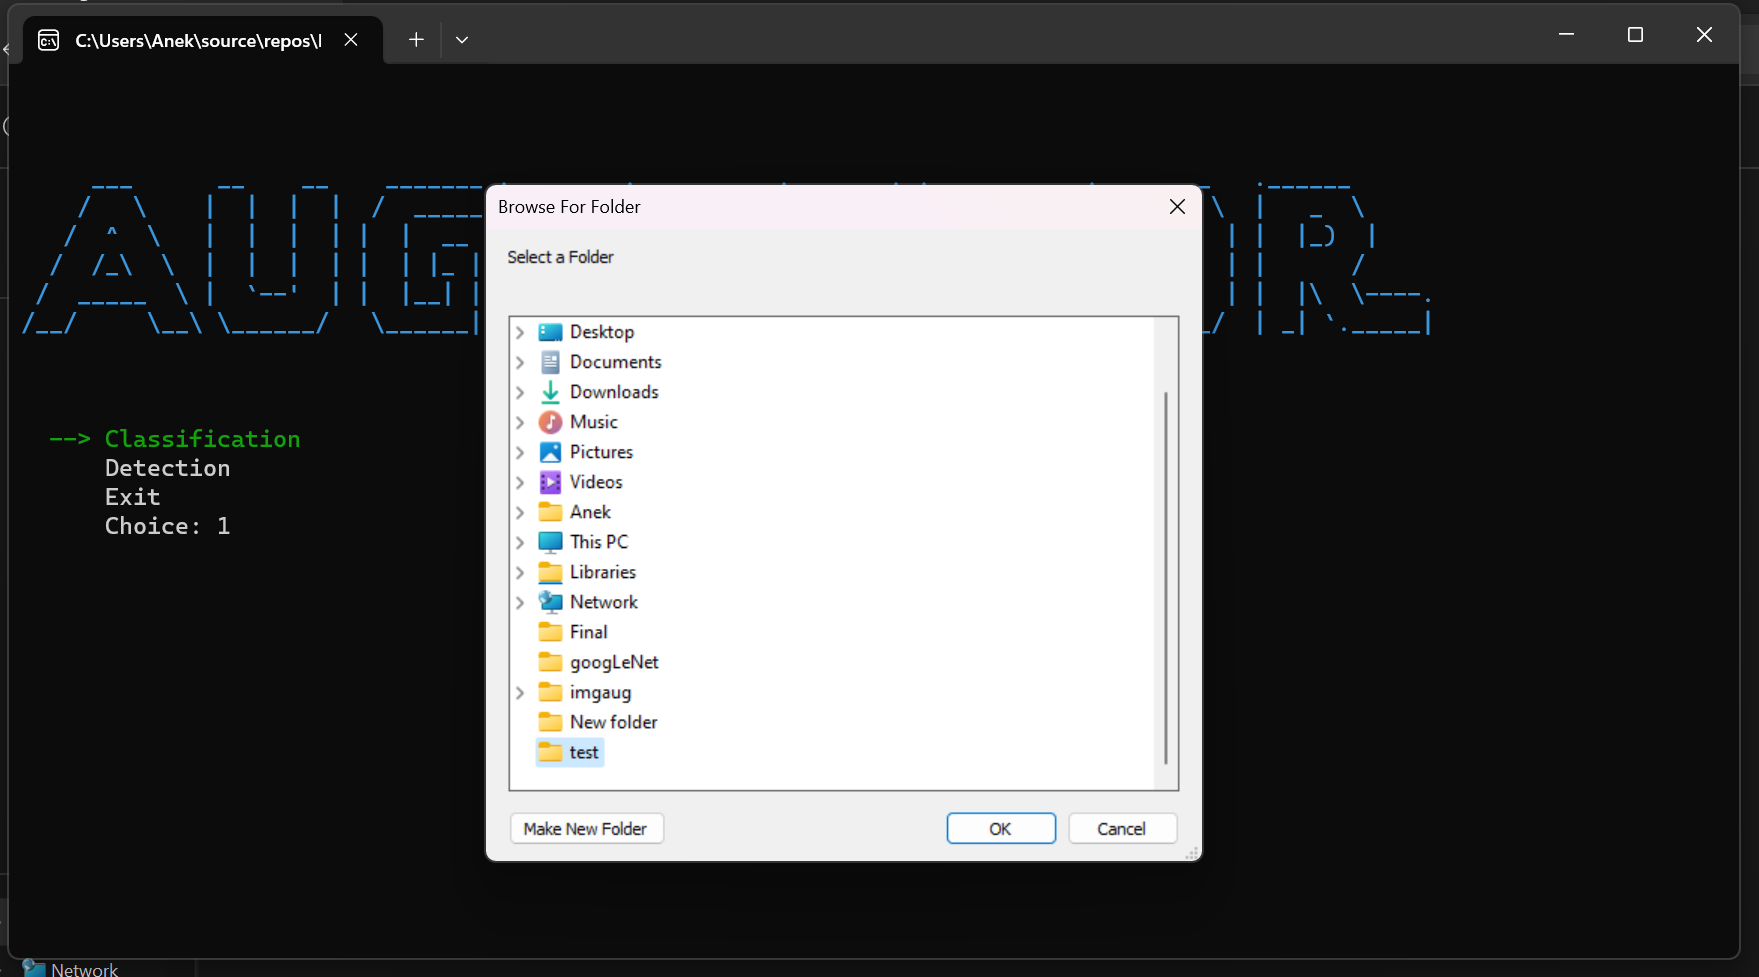 C:\Users\Anek\source\repos\I
Browse For Folder
Select a Folder
Desktop
Documents
Downloads
Music
Pictures
Videos
Anek
This PC
Libraries
Network
Final
googLeNet
imgaug
New folder
test
Make New Folder
OK
Cancel
--> Classification
Detection
Exit
Choice: 1
Network